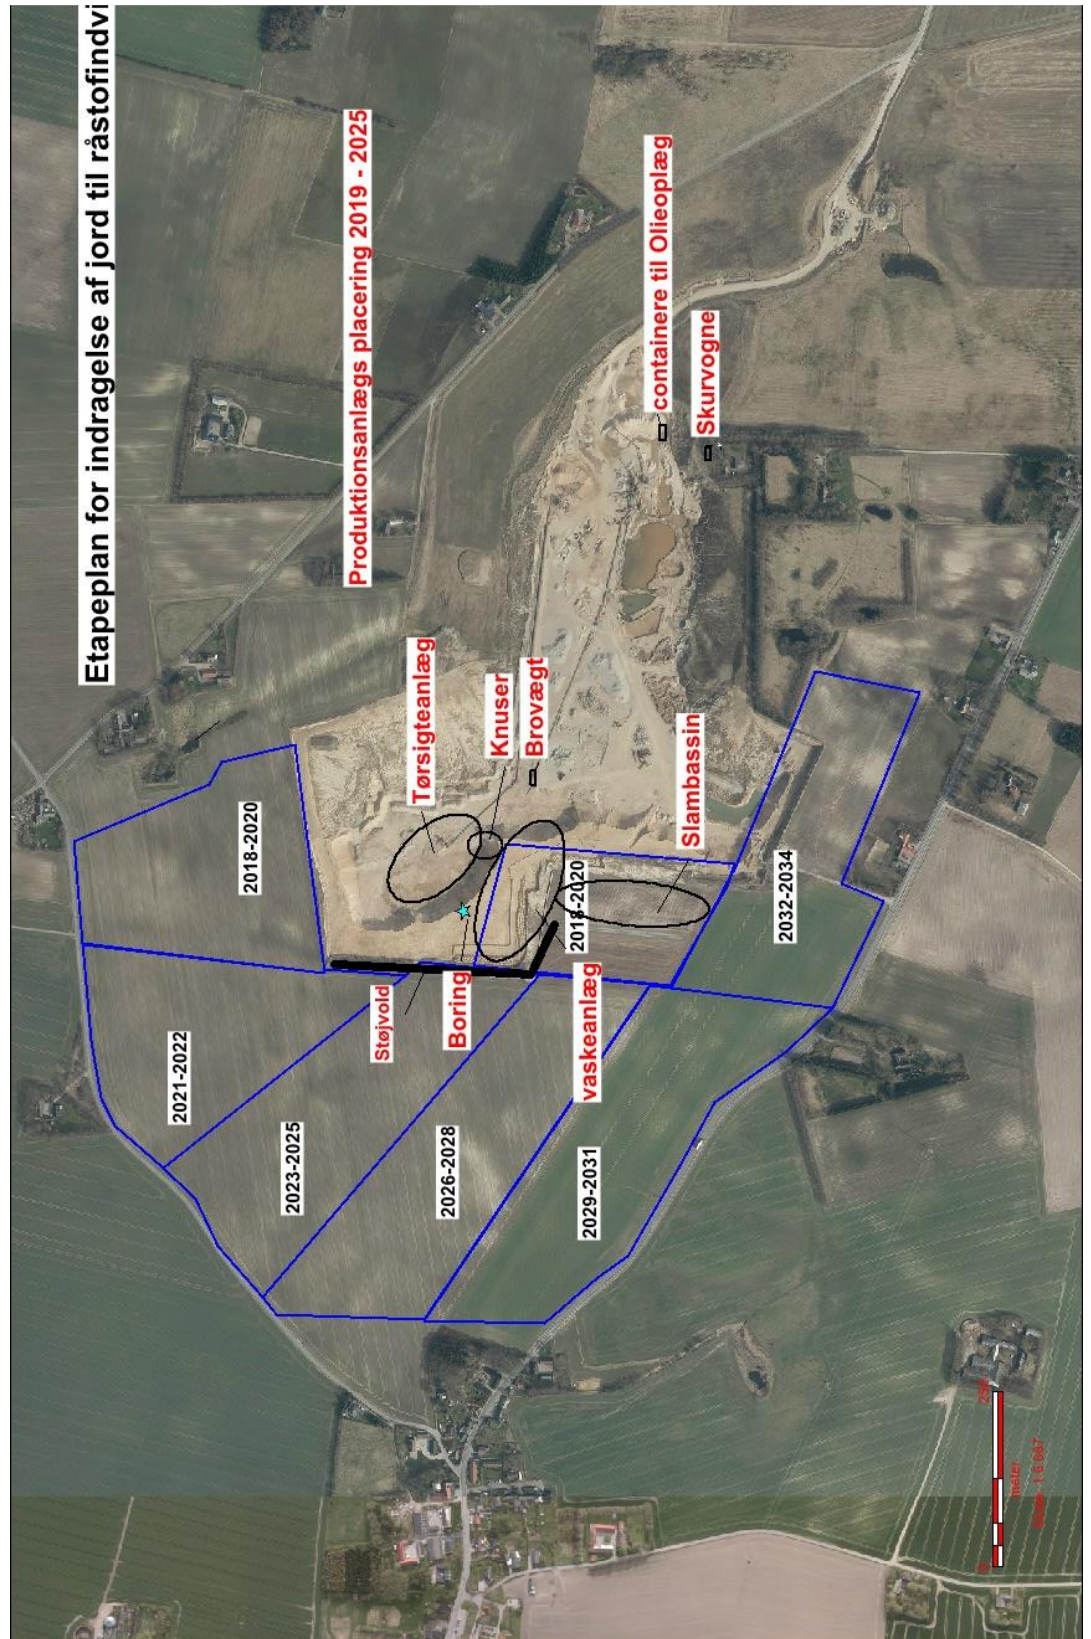 Etapeplan for indragelse af jord til råstofindvi
Produktionsanlægs placering 2019 - 2025
containere til Olieoplæg
Skurvogne
Tørsigteanlæg
Knuser
Brovægt
Slambassin
2018-2020
2018-2020
2032-2034
Støjvold
Boring
vaskeanlæg
2021-2022
2023-2025
2026-2028
2029-2031
0
meter